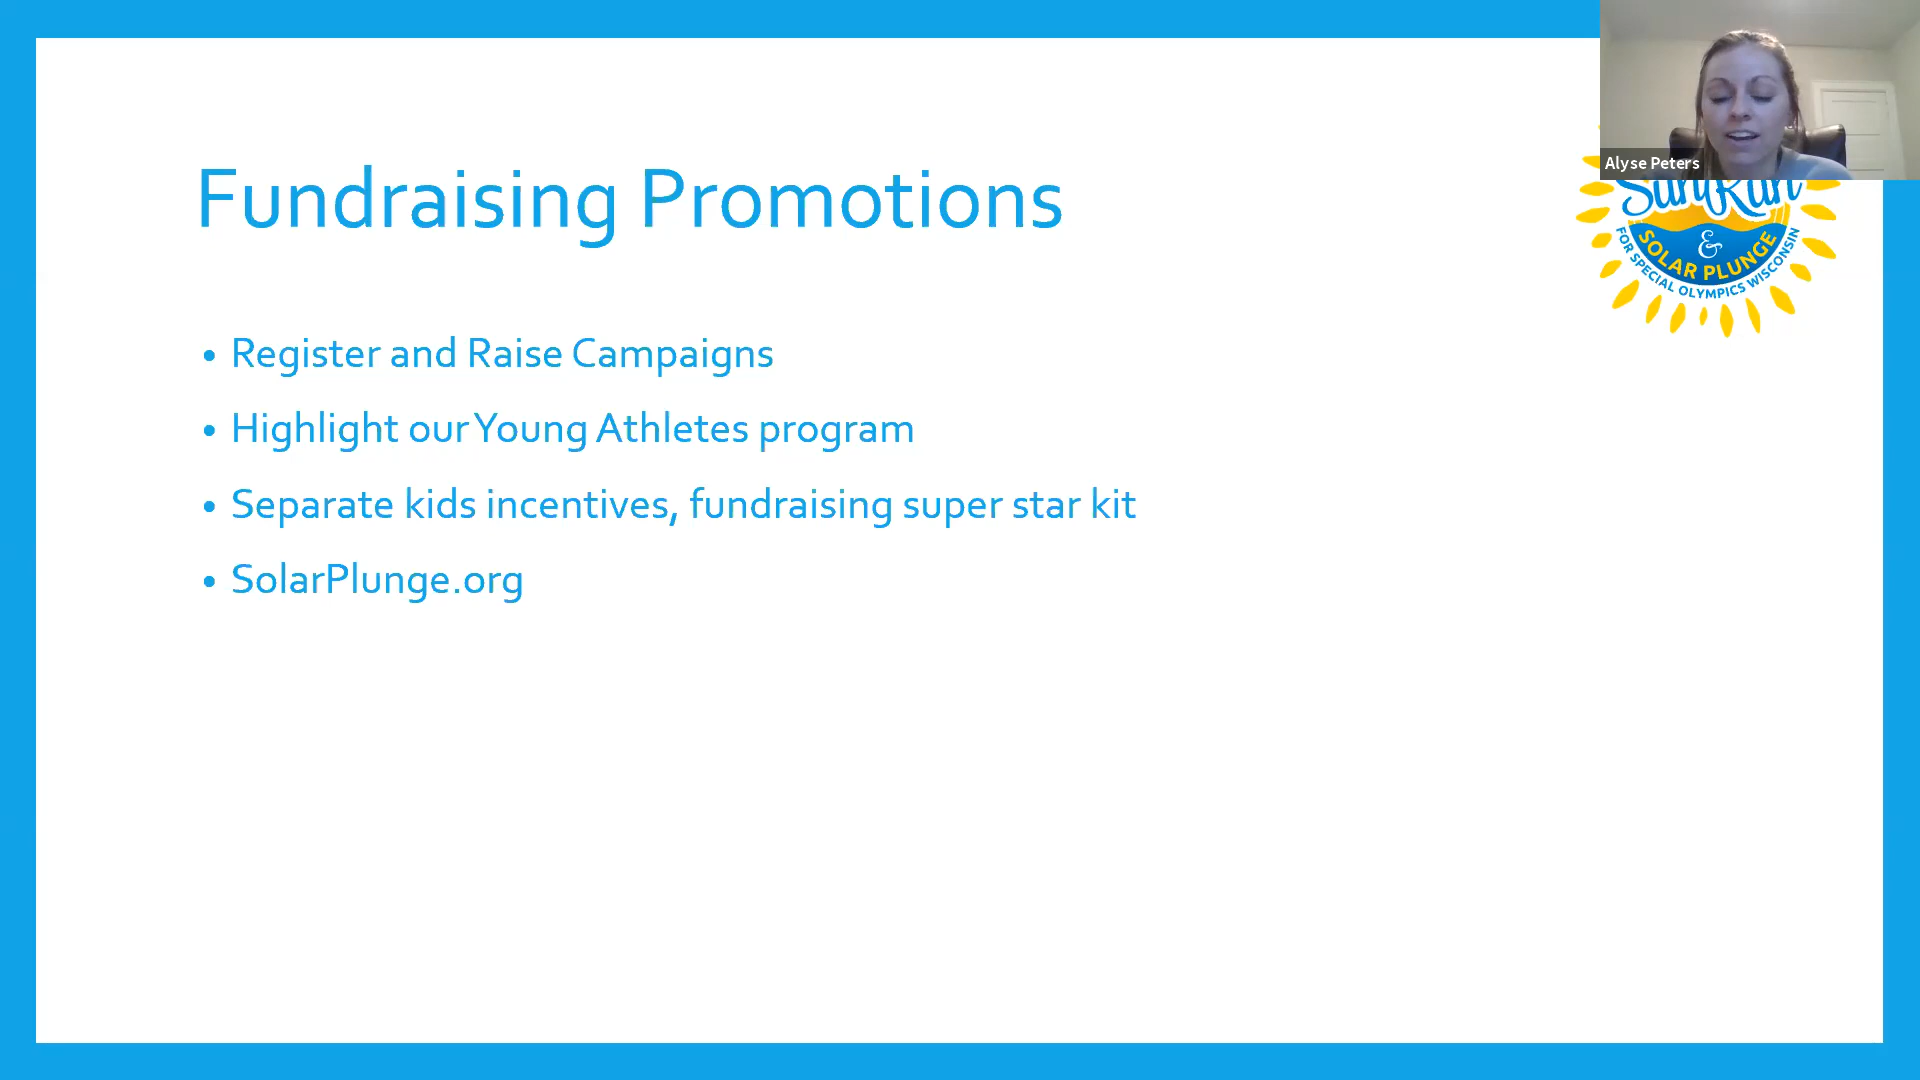 Alyse Peters
Fundraising Promotions
SunRun
&
SOLAR PLUNGE
FOR SPECIAL OLYMPICS WISCONSIN
• Register and Raise Campaigns
• Highlight our Young Athletes program
• Separate kids incentives, fundraising super star kit
• SolarPlunge.org